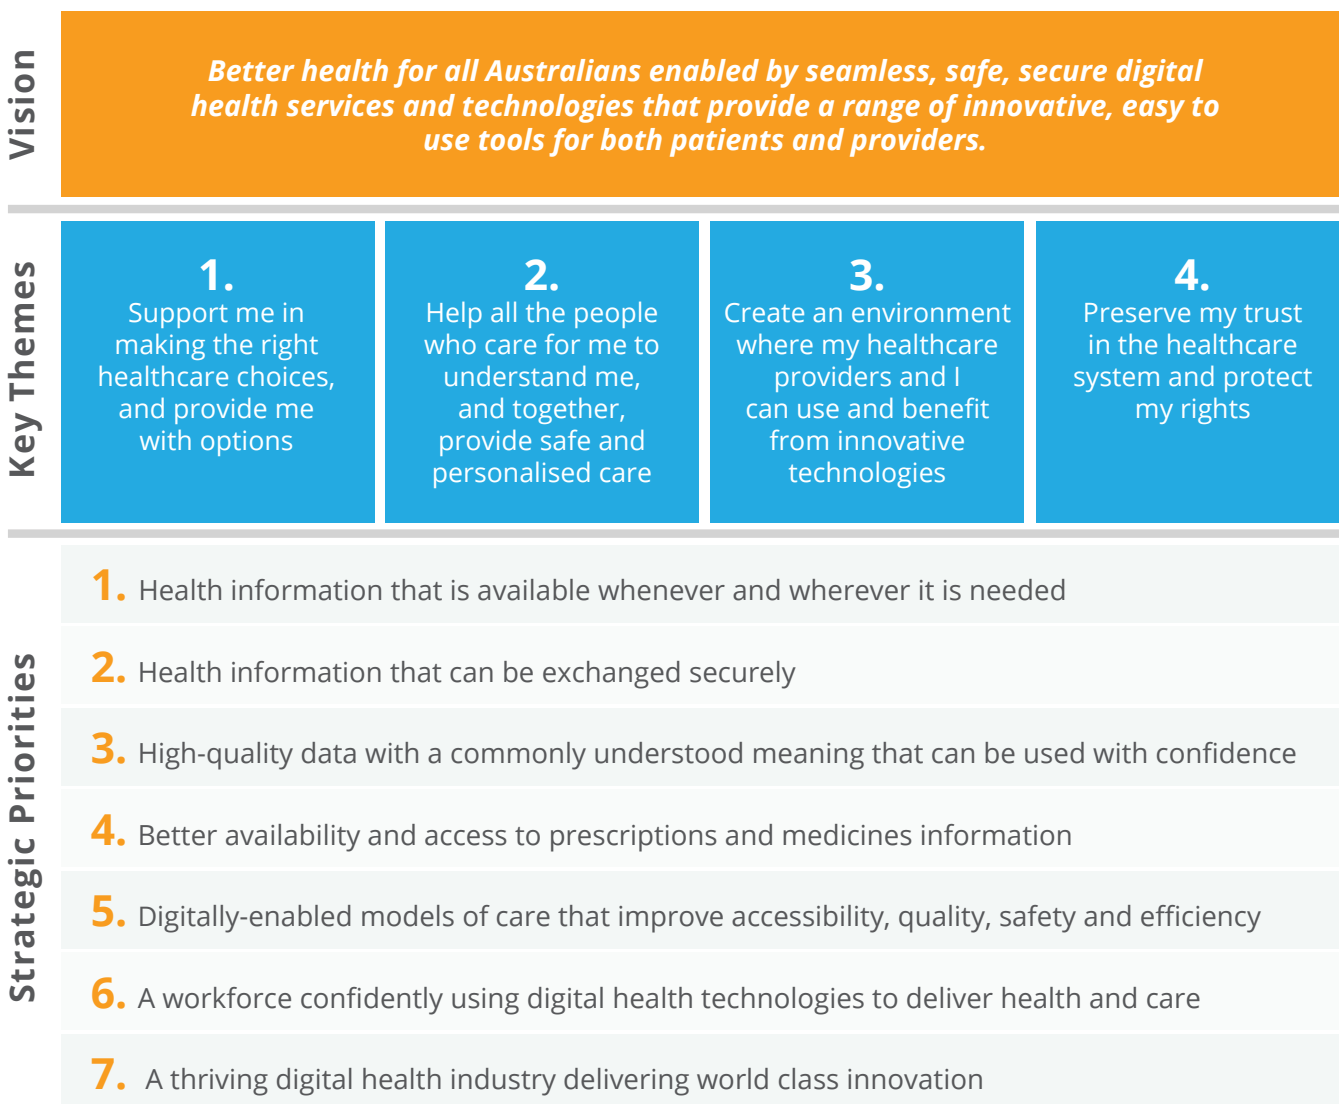 Vision
Better health for all Australians enabled by seamless, safe, secure digital
health services and technologies that provide a range of innovative, easy to
use tools for both patients and providers.
Key Themes
1.
Support me in
making the right
healthcare choices,
and provide me
with options
2.
Help all the people
who care for me to
understand me,
and together,
provide safe and
personalised care
3.
Create an environment
where my healthcare
providers and I
can use and benefit
from innovative
technologies
4.
Preserve my trust
in the healthcare
system and protect
my rights
Strategic Priorities
1. Health information that is available whenever and wherever it is needed
2. Health information that can be exchanged securely
3. High-quality data with a commonly understood meaning that can be used with confidence
4. Better availability and access to prescriptions and medicines information
5. Digitally-enabled models of care that improve accessibility, quality, safety and efficiency
6. A workforce confidently using digital health technologies to deliver health and care
7. A thriving digital health industry delivering world class innovation